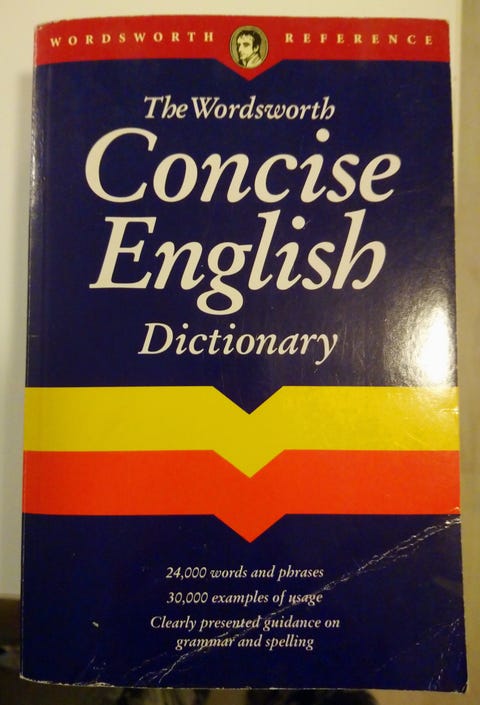 WORDSWORTH REFERENCE
The Wordsworth
Concise
English
Dictionary
24,000 words and phrases
30,000 examples of usage
Clearly presented guidance on
grammar and spelling